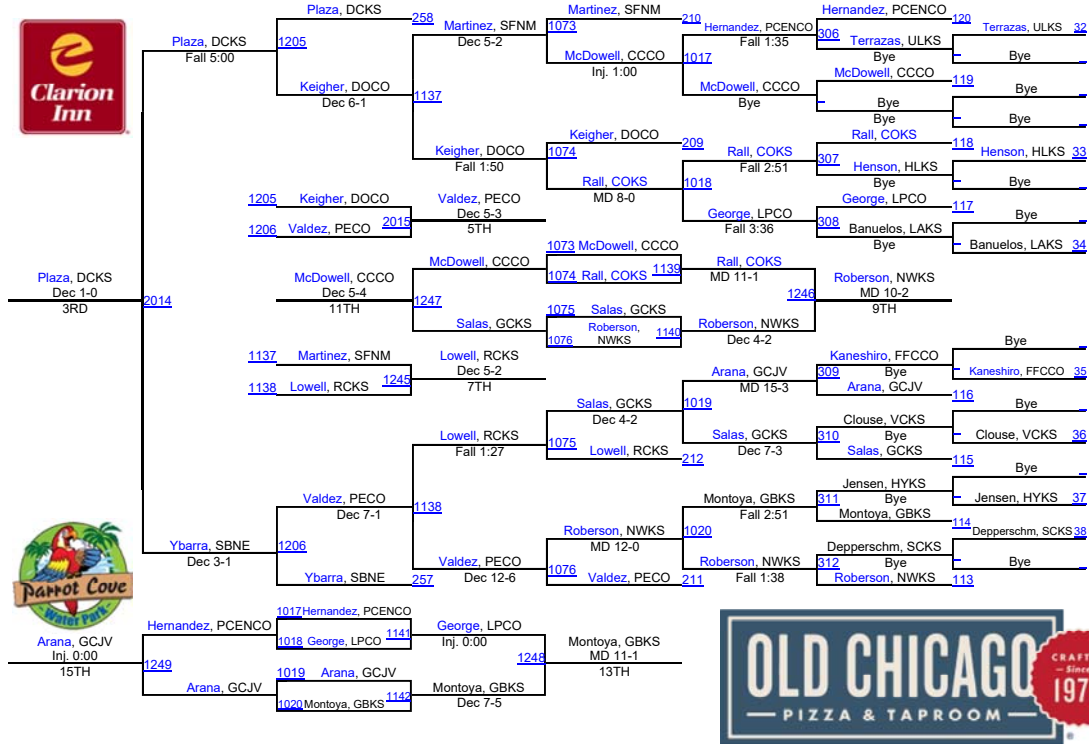 Plaza, DCKS
258
Martinez, SFNM
Dec 5-2
1073
Martinez, SFNM
210
Hernandez, PCENCO
Fall 1:35
Hernandez, PCENCO
120
306
Terrazas, ULKS
Bye
Terrazas, ULKS 32
Bye
Plaza, DCKS
Fall 5:00
1205
McDowell, CCCO
Inj. 1:00
1017
McDowell, CCCO
Bye
McDowell, CCCO
119
Bye
Bye
Bye
Bye
Keigher, DOCO
Dec 6-1
1137
Keigher, DOCO
Fall 1:50
1074
Keigher, DOCO
209
Rall, COKS
MD 8-0
1018
Rall, COKS
Fall 2:51
307
Rall, COKS
118
Henson, HLKS
Bye
Henson, HLKS 33
Bye
George, LPCO
Fall 3:36
308
George, LPCO
117
Banuelos, LAKS
Bye
Bye
Banuelos, LAKS 34
1205
Keigher, DOCO
1206
Valdez, PECO
2015
Valdez, PECO
Dec 5-3
5TH
Plaza, DCKS
Dec 1-0
3RD
2014
McDowell, CCCO
Dec 5-4
11TH
1247
McDowell, CCCO
Salas, GCKS
1073 McDowell, CCCO
1074 Rall, COKS
1139
Rall, COKS
MD 11-1
1075 Salas, GCKS
1076
Roberson,
NWKS
1140
Roberson, NWKS
Dec 4-2
1246
Roberson, NWKS
MD 10-2
9TH
1137
Martinez, SFNM
1138
Lowell, RCKS
1245
Lowell, RCKS
Dec 5-2
7TH
Arana, GCJV
MD 15-3
309
Kaneshiro, FFCCO
Bye
Bye
Kaneshiro, FFCCO 35
Arana, GCJV
116
Salas, GCKS
Dec 4-2
1019
Salas, GCKS
Dec 7-3
310
Clouse, VCKS
Bye
Bye
Clouse, VCKS 36
Salas, GCKS
115
Lowell, RCKS
Fall 1:27
1075
Lowell, RCKS
212
Valdez, PECO
Dec 7-1
1138
Montoya, GBKS
Fall 2:51
311
Jensen, HYKS
Bye
Bye
Jensen, HYKS 37
Montoya, GBKS
114
Roberson, NWKS
MD 12-0
1020
Roberson, NWKS
Fall 1:38
312
Depperschm, SCKS
Bye
Depperschm, SCKS 38
Bye
Roberson, NWKS
113
Ybarra, SBNE
Dec 3-1
1206
Ybarra, SBNE
257
Valdez, PECO
Dec 12-6
1076
Valdez, PECO
211
Arana, GCJV
Inj. 0:00
15TH
1249
Hernandez, PCENCO
Arana, GCJV
1017 Hernandez, PCENCO
1018 George, LPCO
1141
George, LPCO
Inj. 0:00
1019 Arana, GCJV
1020 Montoya, GBKS
1142
Montoya, GBKS
Dec 7-5
1248
Montoya, GBKS
MD 11-1
13TH
Clarion
Inn
Parrot Cove
Water Park
OLD CHICAGO
PIZZA & TAPROOM
CRAFT
Since
197